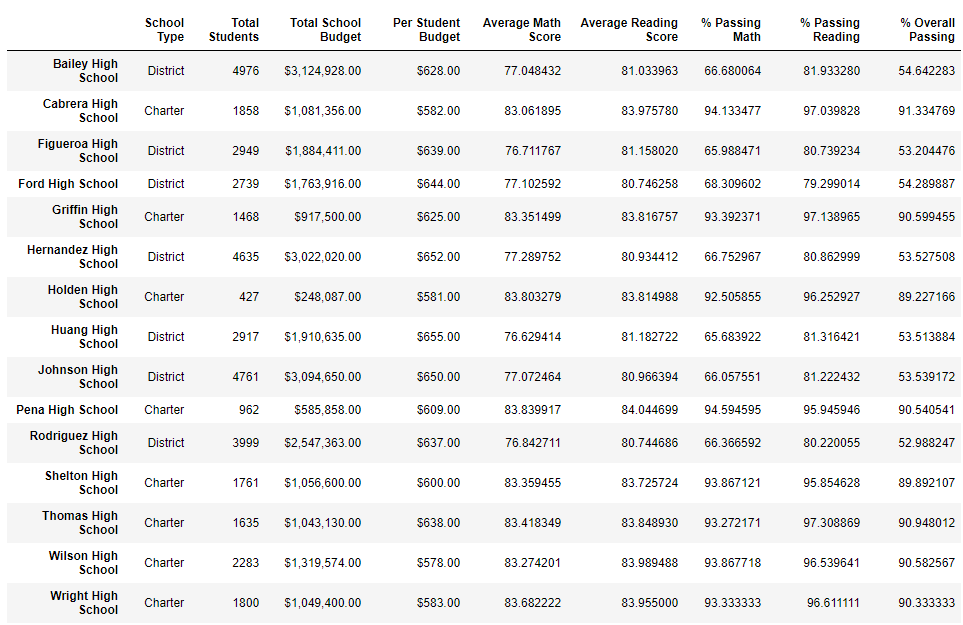 School Type Total Students Total School Budget Per Student Budget Average Math Score Average Reading Score % Passing Math % Passing Reading % Overall Passing
Bailey High School District 4976 $3,124,928.00 $628.00 77.048432 81.033963 66.680064 81.933280 54.642283
Cabrera High School Charter 1858 $1,081,356.00 $582.00 83.061895 83.975780 94.133477 97.039828 91.334769
Figueroa High School District 2949 $1,884,411.00 $639.00 76.711767 81.158020 65.988471 80.739234 53.204476
Ford High School District 2739 $1,763,916.00 $644.00 77.102592 80.746258 68.309602 79.299014 54.289887
Griffin High School Charter 1468 $917,500.00 $625.00 83.351499 83.816757 93.392371 97.138965 90.599455
Hernandez High School District 4635 $3,022,020.00 $652.00 77.289752 80.934412 66.752967 80.862999 53.527508
Holden High School Charter 427 $248,087.00 $581.00 83.803279 83.814988 92.505855 96.252927 89.227166
Huang High School District 2917 $1,910,635.00 $655.00 76.629414 81.182722 65.683922 81.316421 53.513884
Johnson High School District 4761 $3,094,650.00 $650.00 77.072464 80.966394 66.057551 81.222432 53.539172
Pena High School Charter 962 $585,858.00 $609.00 83.839917 84.044699 94.594595 95.945946 90.540541
Rodriguez High School District 3999 $2,547,363.00 $637.00 76.842711 80.744686 66.366592 80.220055 52.988247
Shelton High School Charter 1761 $1,056,600.00 $600.00 83.359455 83.725724 93.867121 95.854628 89.892107
Thomas High School Charter 1635 $1,043,130.00 $638.00 83.418349 83.848930 93.272171 97.308869 90.948012
Wilson High School Charter 2283 $1,319,574.00 $578.00 83.274201 83.989488 93.867718 96.539641 90.582567
Wright High School Charter 1800 $1,049,400.00 $583.00 83.682222 83.955000 93.333333 96.611111 90.333333